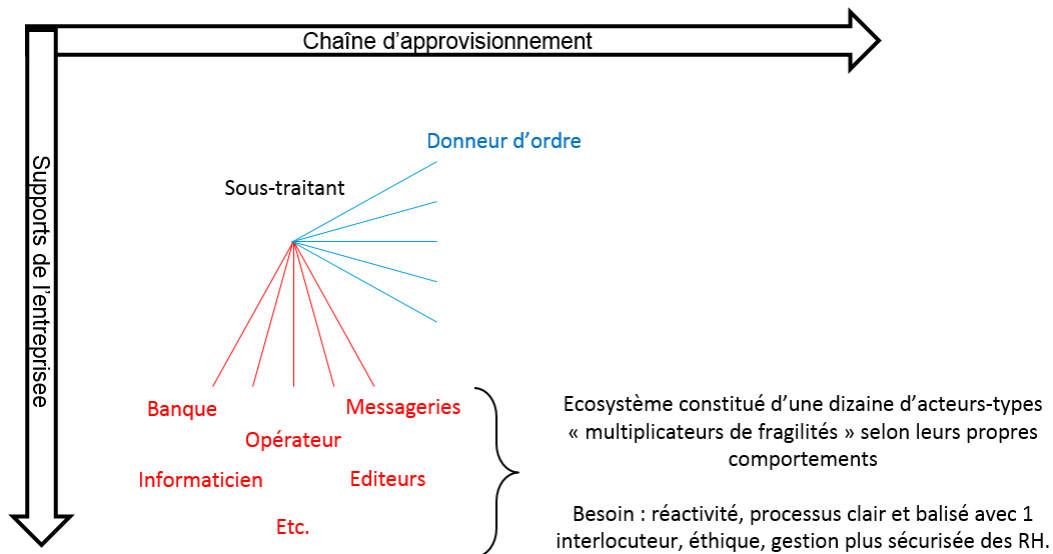 Chaîne d'approvisionnement
Supports de l'entreprisee
Donneur d'ordre
Sous-traitant
Banque
Messageries
Opérateur
Informaticien
Editeurs
Etc.
Ecosystème constitué d'une dizaine d'acteurs-types
« multiplicateurs de fragilités » selon leurs propres
comportements
Besoin : réactivité, processus clair et balisé avec 1
interlocuteur, éthique, gestion plus sécurisée des RH.